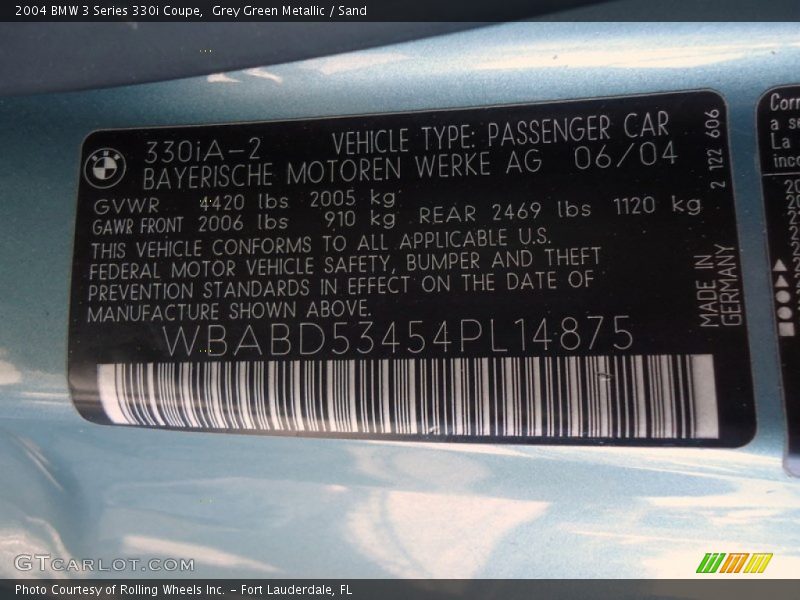 2004 BMW 3 Series 330i Coupe,  Grey Green Metallic / Sand
330iA-2 VEHICLE TYPE: PASSENGER CAR
BAYERISCHE MOTOREN WERKE AG 06/04
GVWR 4420 lbs 2005 kg
GAWR FRONT 2006 lbs 910 kg REAR 2469 lbs 1120 kg
THIS VEHICLE CONFORMS TO ALL APPLICABLE U.S.
FEDERAL MOTOR VEHICLE SAFETY, BUMPER AND THEFT
PREVENTION STANDARDS IN EFFECT ON THE DATE OF
MANUFACTURE SHOWN ABOVE.
WBABD53454PL14875
2 122 606
MADE IN
GERMANY
Corr
a se
La
inco
GTCARLOT.COM
Photo Courtesy of Rolling Wheels Inc. – Fort Lauderdale, FL